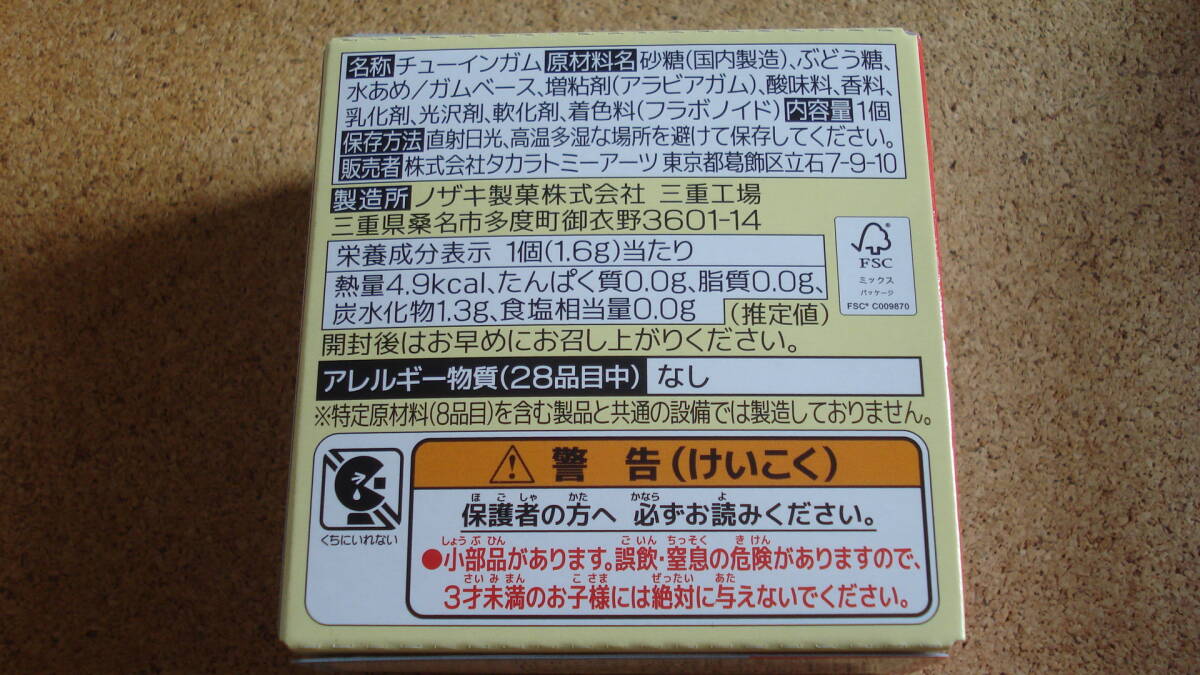 名称 チューインガム 原材料名 砂糖(国内製造)、ぶどう糖、
水あめ/ガムベース、増粘剤(アラビアガム)、酸味料、香料、
乳化剤、光沢剤、軟化剤、着色料(フラボノイド) 内容量 1個
保存方法 直射日光、高温多湿な場所を避けて保存してください。
販売者 株式会社タカラトミーアーツ 東京都葛飾区立石7-9-10
製造所 ノザキ製菓株式会社 三重工場
三重県桑名市多度町御衣野3601-14
栄養成分表示 1個(1.6g)当たり
熱量4.9kcal、たんぱく質0.0g、脂質0.0g、
炭水化物1.3g、食塩相当量0.0g (推定値)
FSC
ミックス
パッケージ
FSC® C009870
開封後はお早めにお召し上がりください。
アレルギー物質(28品目中) なし
※特定原材料(8品目)を含む製品と共通の設備では製造しておりません。
くちにいれない
⚠ 警告(けいこく)
ほごしゃ かた かなら よ
保護者の方へ 必ずお読みください。
しょうぶひん ごいん ちっそく きけん
●小部品があります。誤飲・窒息の危険がありますので、
さいみまん こさま ぜったい あた
3才未満のお子様には絶対に与えないでください。